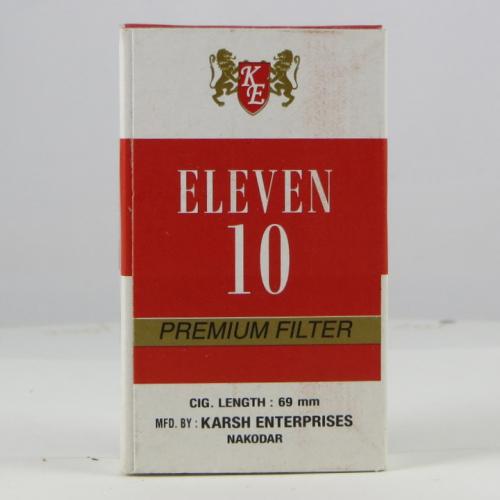 KE
ELEVEN
10
PREMIUM FILTER
CIG. LENGTH : 69 mm
MFD. BY : KARSH ENTERPRISES
NAKODAR